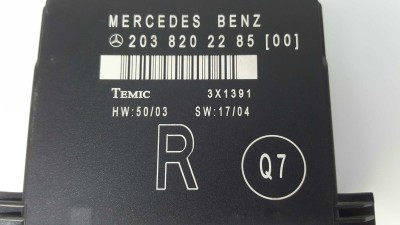 MERCEDES BENZ
203 820 22 85 [00]
TEMIC 3X1391
HW:50/03 SW:17/04
R Q7